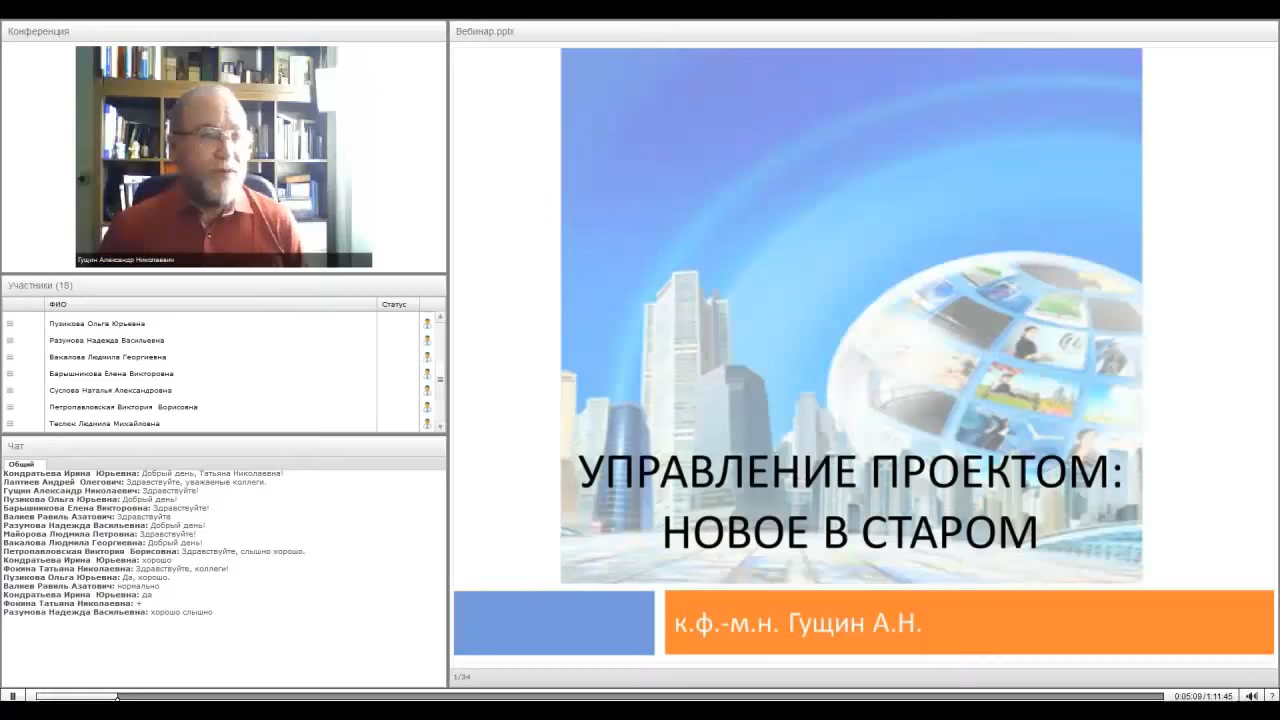 Конференция
Гущин Александр Николаевич
Участники (18)
ФИО
Статус
Пузикова Ольга Юрьевна
Разумова Надежда Васильевна
Вакалова Людмила Георгиевна
Барышникова Елена Викторовна
Суслова Наталья Александровна
Петропавловская Виктория Борисовна
Теслюк Людмила Михайловна
Чат
Общий
Кондратьева Ирина Юрьевна: Добрый день, Татьяна Николаевна!
Лаптиев Андрей Олегович: Здравствуйте, уважаемые коллеги.
Гущин Александр Николаевич: Здравствуйте!
Пузикова Ольга Юрьевна: Добрый день!
Барышникова Елена Викторовна: Здравствуйте!
Валиев Равиль Азатович: Здравствуйте
Разумова Надежда Васильевна: Добрый день!
Майорова Людмила Петровна: Здравствуйте!
Вакалова Людмила Георгиевна: Добрый день!
Петропавловская Виктория Борисовна: Здравствуйте, слышно хорошо.
Кондратьева Ирина Юрьевна: хорошо
Фокина Татьяна Николаевна: Здравствуйте, коллеги!
Пузикова Ольга Юрьевна: Да, хорошо.
Валиев Равиль Азатович: нормально
Кондратьева Ирина Юрьевна: да
Фокина Татьяна Николаевна: +
Разумова Надежда Васильевна: хорошо слышно
Вебинар.pptx
УПРАВЛЕНИЕ ПРОЕКТОМ:
НОВОЕ В СТАРОМ
к.ф.-м.н. Гущин А.Н.
1/34
0:05:09/1:11:45
?